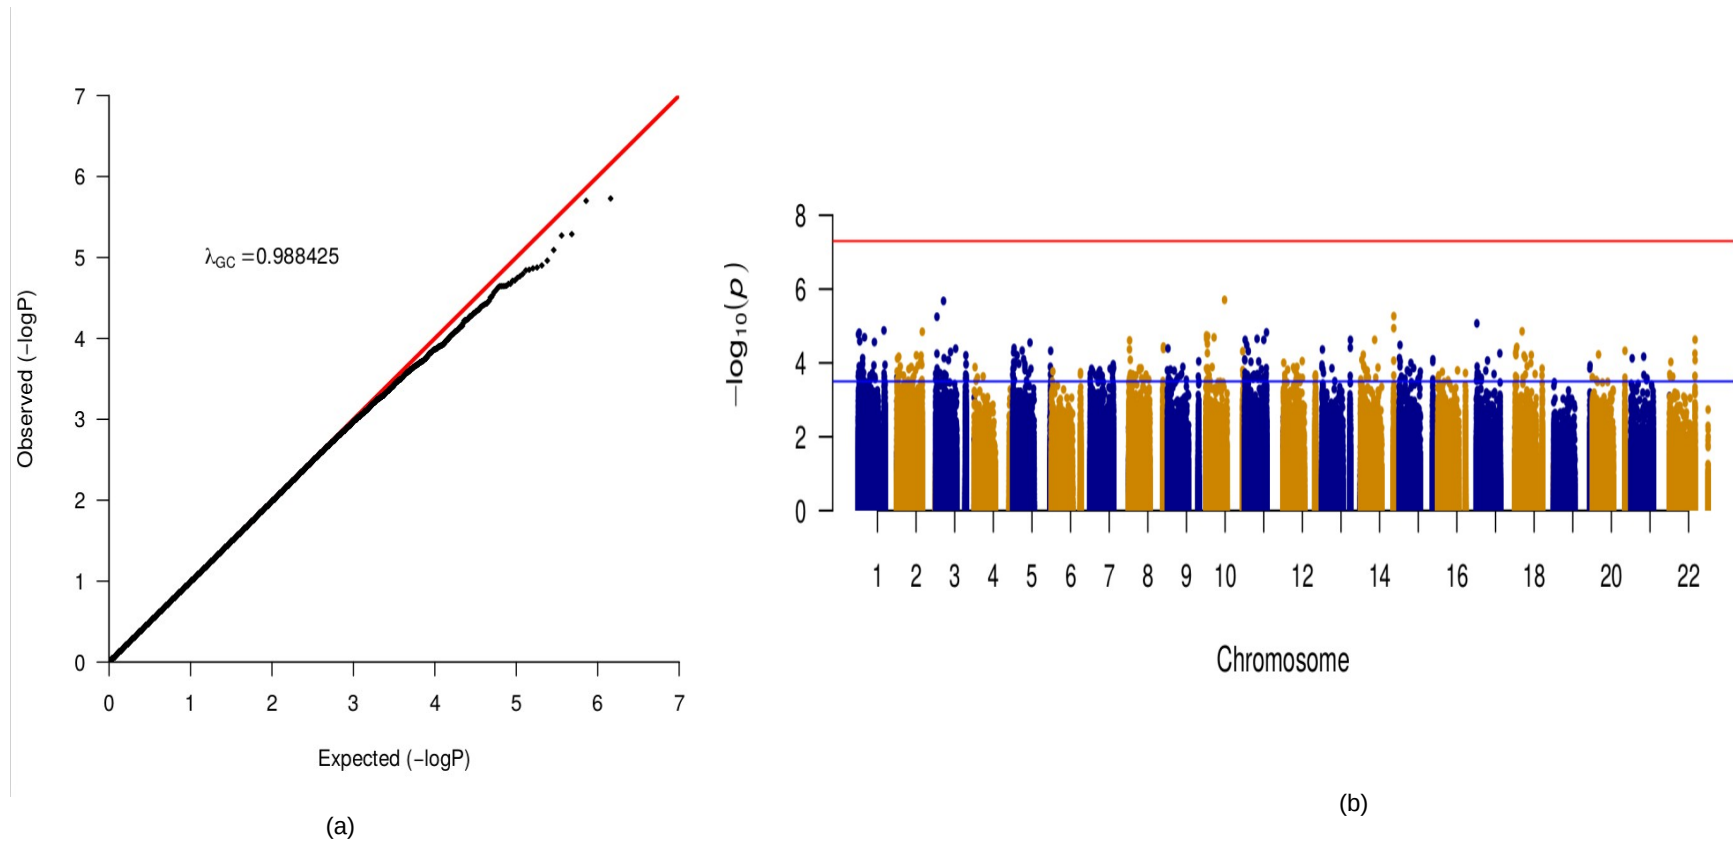 7
6
5
4
3
2
1
0
Observed (−logP)
λGC =0.988425
0 1 2 3 4 5 6 7
Expected (−logP)
(a)
8
6
4
2
0
−log10(p)
1 2 3 4 5 6 7 8 9 10 12 14 16 18 20 22
Chromosome
(b)